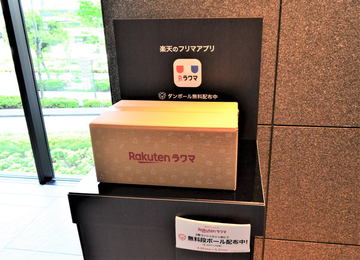 楽天のフリマアプリ
ラクマ
ダンボール無料配布中
Rakuten ラクマ
Rakuten ラクマ
無料段ボール配布中!